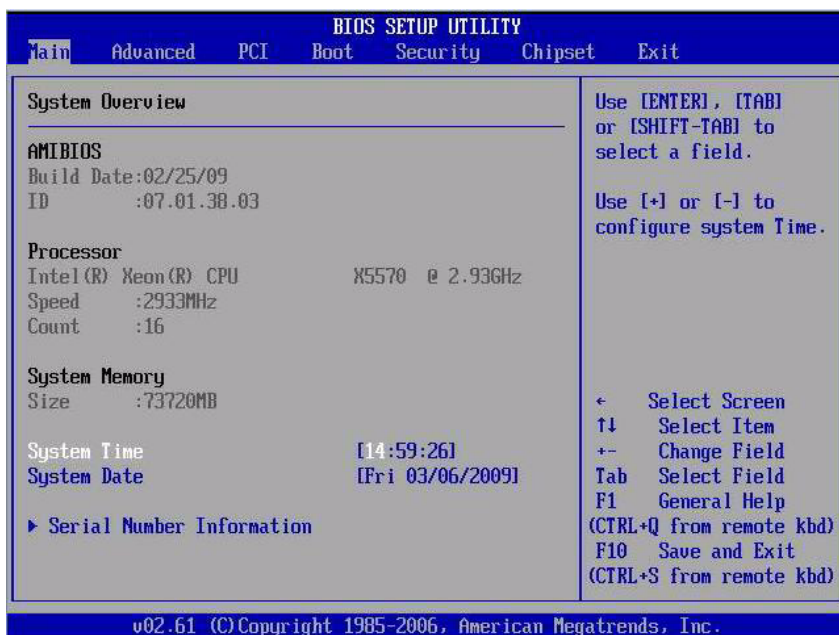 BIOS SETUP UTILITY
Main Advanced PCI Boot Security Chipset Exit
System Overview
AMIBIOS
Build Date:02/25/09
ID :07.01.38.03
Processor
Intel(R) Xeon(R) CPU X5570 @ 2.93GHz
Speed :2933MHz
Count :16
System Memory
Size :73720MB
System Time [14:59:26]
System Date [Fri 03/06/2009]
▶ Serial Number Information
Use [ENTER], [TAB]
or [SHIFT-TAB] to
select a field.
Use [+] or [-] to
configure system Time.
← Select Screen
↑↓ Select Item
+- Change Field
Tab Select Field
F1 General Help
(CTRL+Q from remote kbd)
F10 Save and Exit
(CTRL+S from remote kbd)
v02.61 (C)Copyright 1985-2006, American Megatrends, Inc.